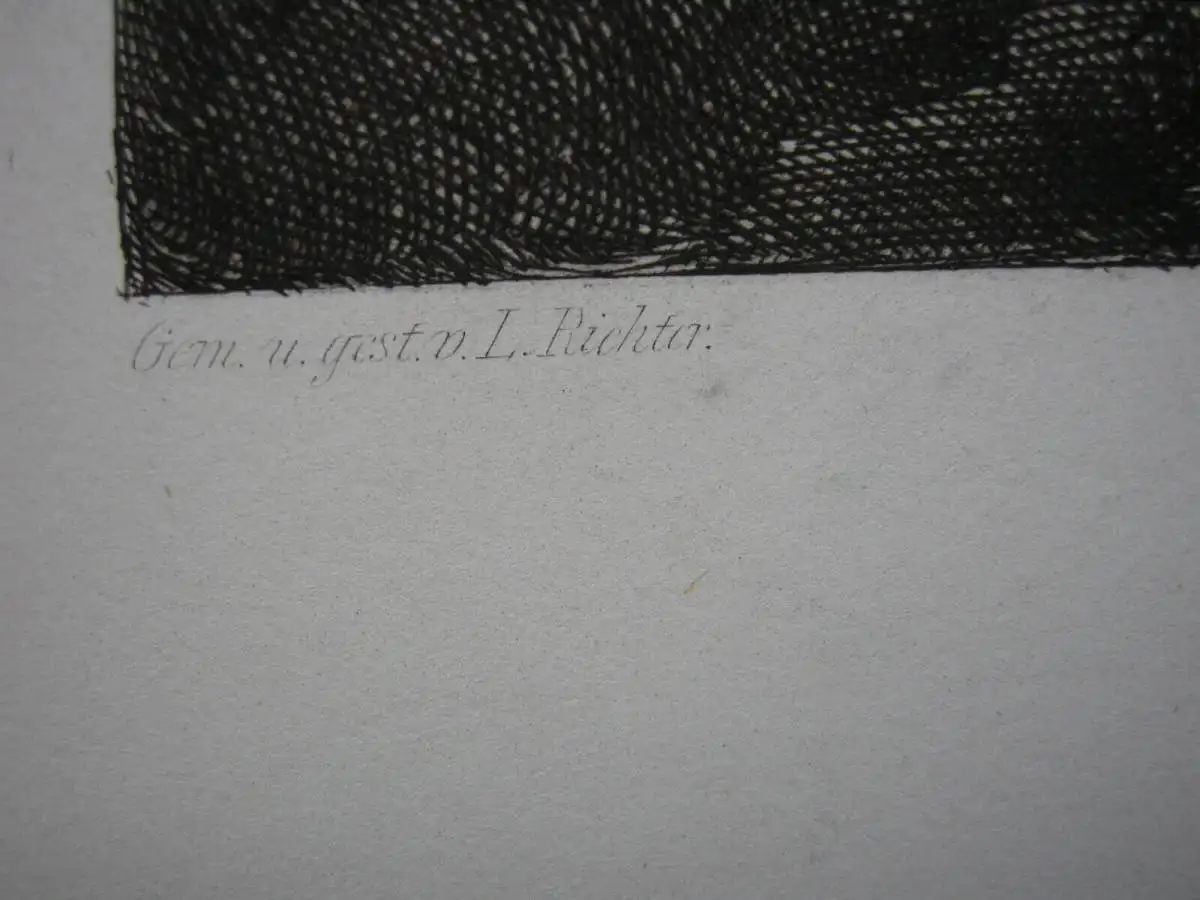 Gem. u. gest. v. L. Richter.